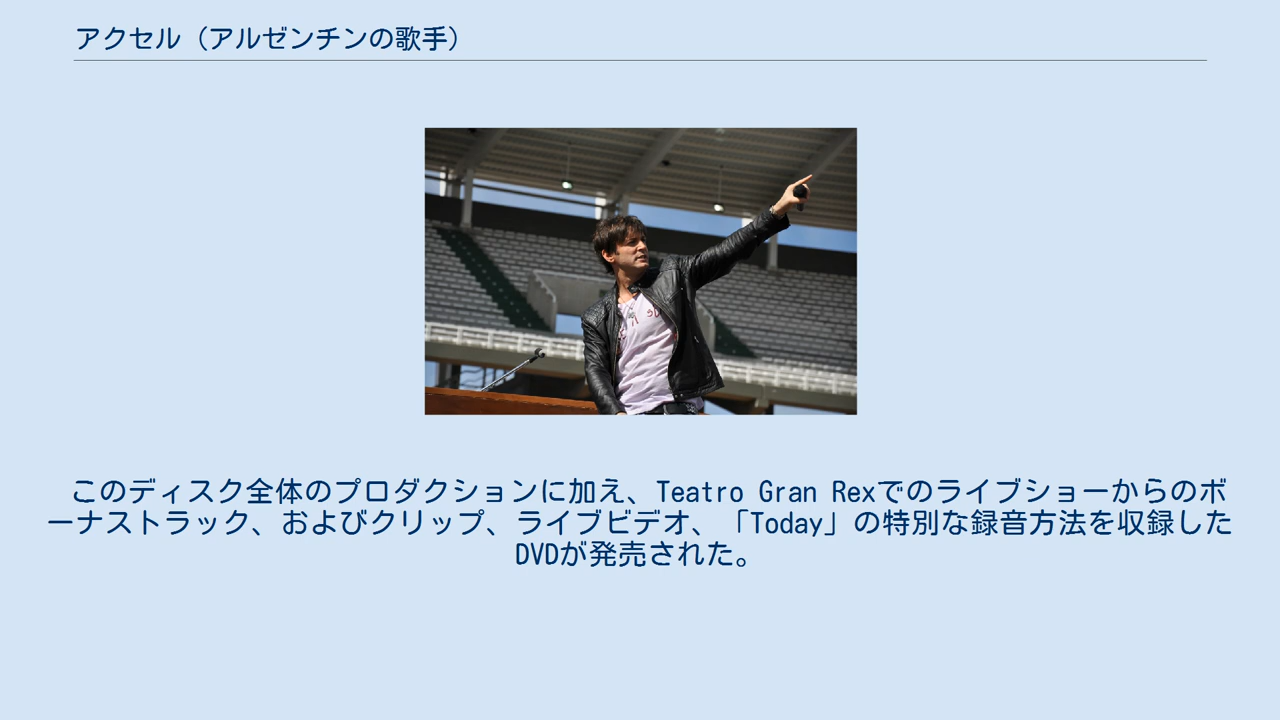 アクセル（アルゼンチンの歌手）
このディスク全体のプロダクションに加え、Teatro Gran Rexでのライブショーからのボ
ーナストラック、およびクリップ、ライブビデオ、「Today」の特別な録音方法を収録した
DVDが発売された。